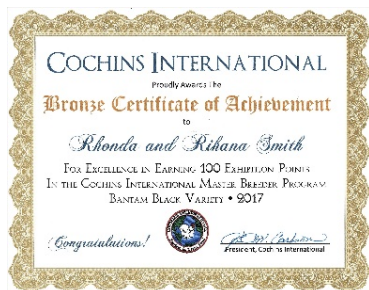 COCHINS INTERNATIONAL
Proudly Awards The
Bronze Certificate of Achievement
to
Rhonda and Rihana Smith
FOR EXCELLENCE IN EARNING 100 EXHIBITION POINTS
IN THE COCHINS INTERNATIONAL MASTER BREEDER PROGRAM
BANTAM BLACK VARIETY • 2017
Congratulations!
President, Cochins International